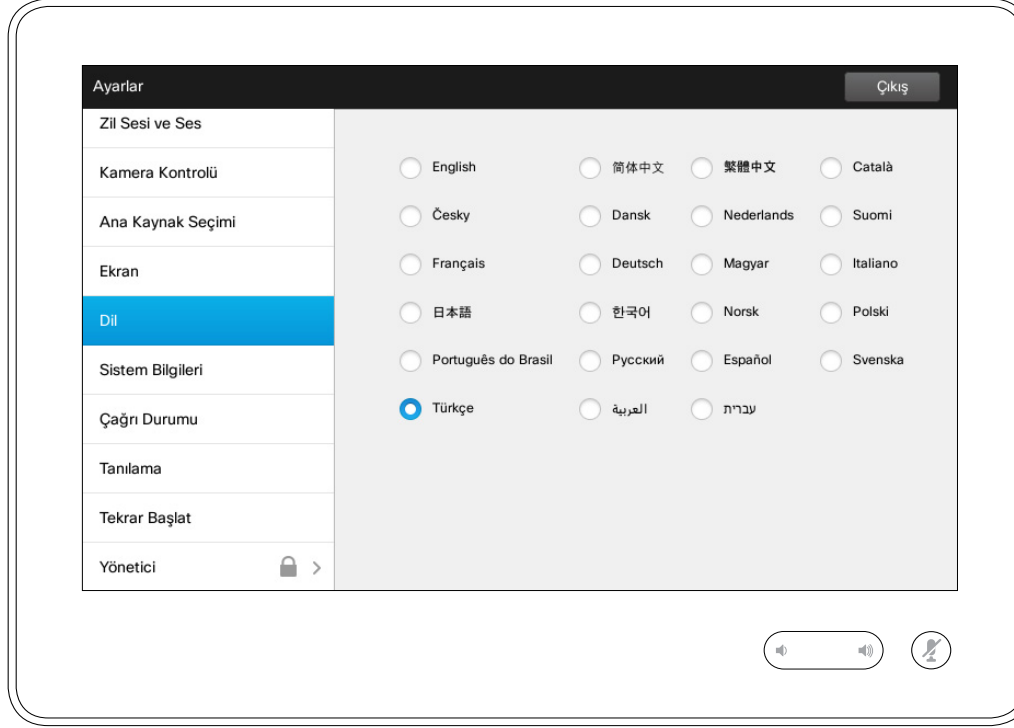 Ayarlar
Çıkış
Zil Sesi ve Ses
Kamera Kontrolü
Ana Kaynak Seçimi
Ekran
Dil
Sistem Bilgileri
Çağrı Durumu
Tanılama
Tekrar Başlat
Yönetici
English 简体中文 繁體中文 Català
Česky Dansk Nederlands Suomi
Français Deutsch Magyar Italiano
日本語 한국어 Norsk Polski
Português do Brasil Русский Español Svenska
Türkçe العربية עברית